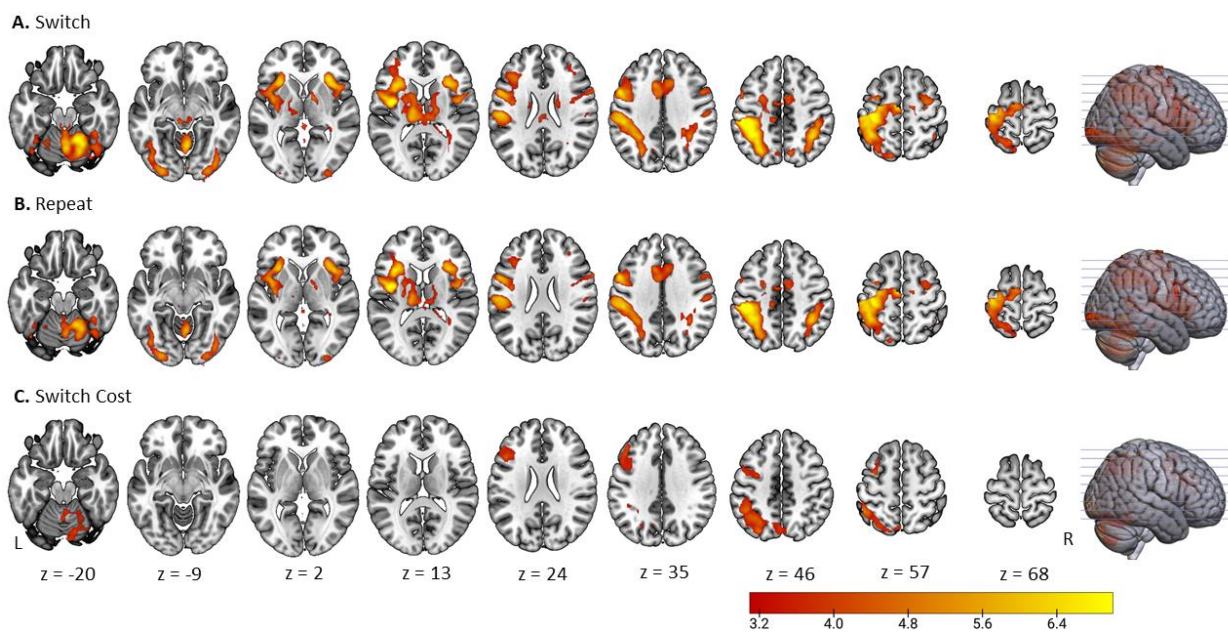 A. Switch
B. Repeat
C. Switch Cost
L
R
z = -20 z = -9 z = 2 z = 13 z = 24 z = 35 z = 46 z = 57 z = 68
3.2 4.0 4.8 5.6 6.4